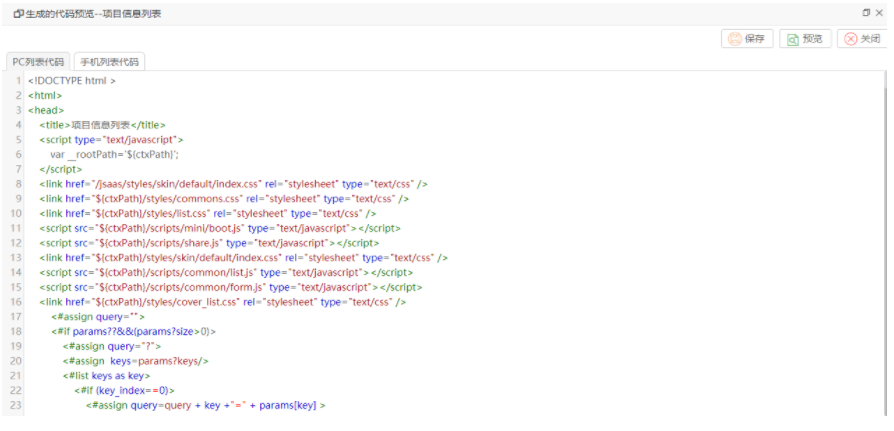 生成的代码预览--项目信息列表
保存 预览 关闭
PC列表代码 手机列表代码
1 <!DOCTYPE html >
2 <html>
3 <head>
4 <title>项目信息列表</title>
5 <script type="text/javascript">
6 var __rootPath='${ctxPath}';
7 </script>
8 <link href="/jsaas/styles/skin/default/index.css" rel="stylesheet" type="text/css" />
9 <link href="${ctxPath}/styles/commons.css" rel="stylesheet" type="text/css" />
10 <link href="${ctxPath}/styles/list.css" rel="stylesheet" type="text/css" />
11 <script src="${ctxPath}/scripts/mini/boot.js" type="text/javascript"></script>
12 <script src="${ctxPath}/scripts/share.js" type="text/javascript"></script>
13 <link href="${ctxPath}/styles/skin/default/index.css" rel="stylesheet" type="text/css" />
14 <script src="${ctxPath}/scripts/common/list.js" type="text/javascript"></script>
15 <script src="${ctxPath}/scripts/common/form.js" type="text/javascript"></script>
16 <link href="${ctxPath}/styles/cover_list.css" rel="stylesheet" type="text/css" />
17 <#assign query="">
18 <#if params??&&(params?size>0)>
19 <#assign query="?">
20 <#assign keys=params?keys/>
21 <#list keys as key>
22 <#if (key_index==0)>
23 <#assign query=query + key +"=" + params[key] >